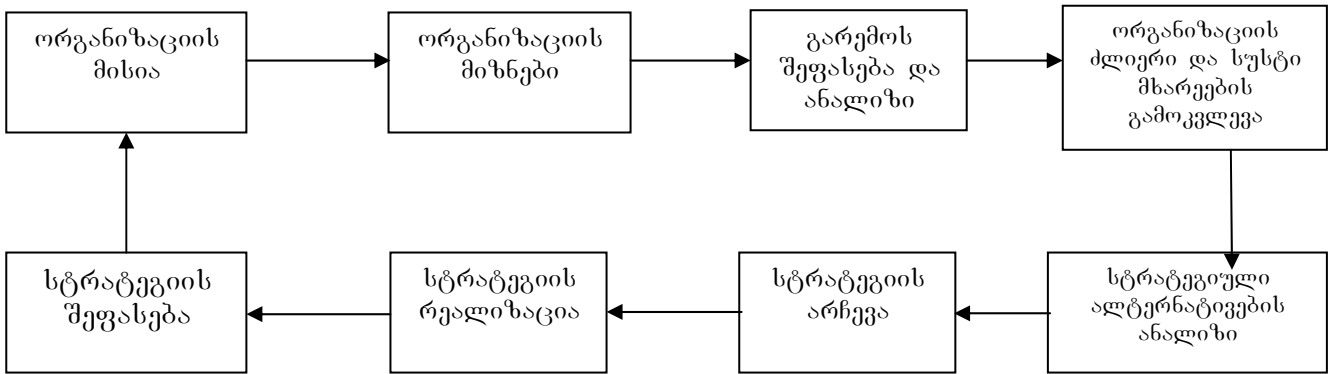 ორგანიზაციის
მისია
ორგანიზაციის
მიზნები
გარემოს
შეფასება და
ანალიზი
ორგანიზაციის
ძლიერი და სუსტი
მხარეების
გამოკვლევა
სტრატეგიული
ალტერნატივების
ანალიზი
სტრატეგიის
არჩევა
სტრატეგიის
რეალიზაცია
სტრატეგიის
შეფასება